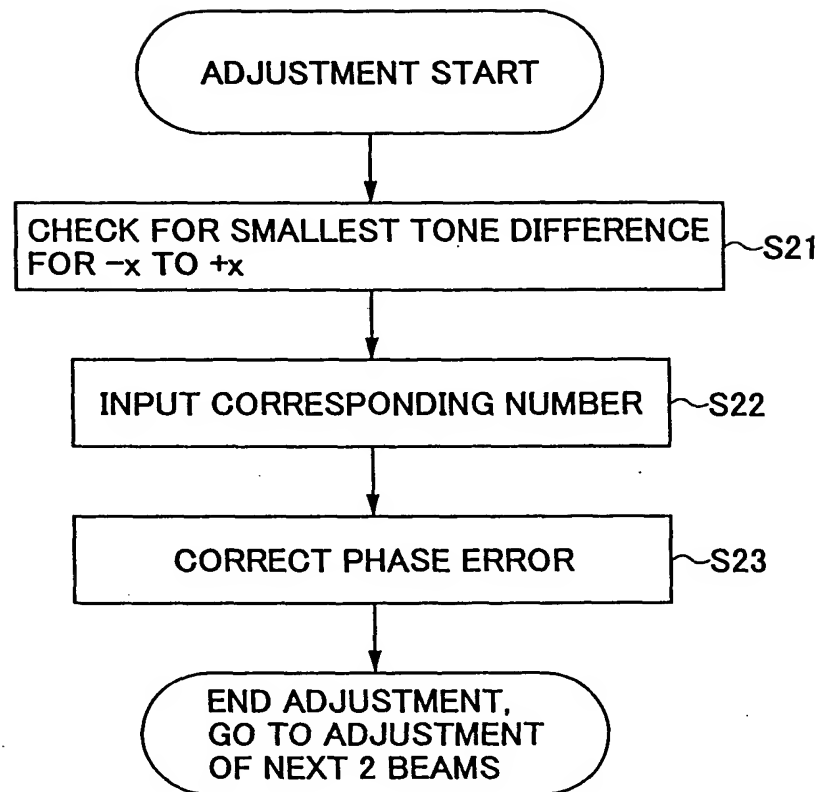 ADJUSTMENT START
CHECK FOR SMALLEST TONE DIFFERENCE
FOR −x TO +x
S21
INPUT CORRESPONDING NUMBER
S22
CORRECT PHASE ERROR
S23
END ADJUSTMENT,
GO TO ADJUSTMENT
OF NEXT 2 BEAMS